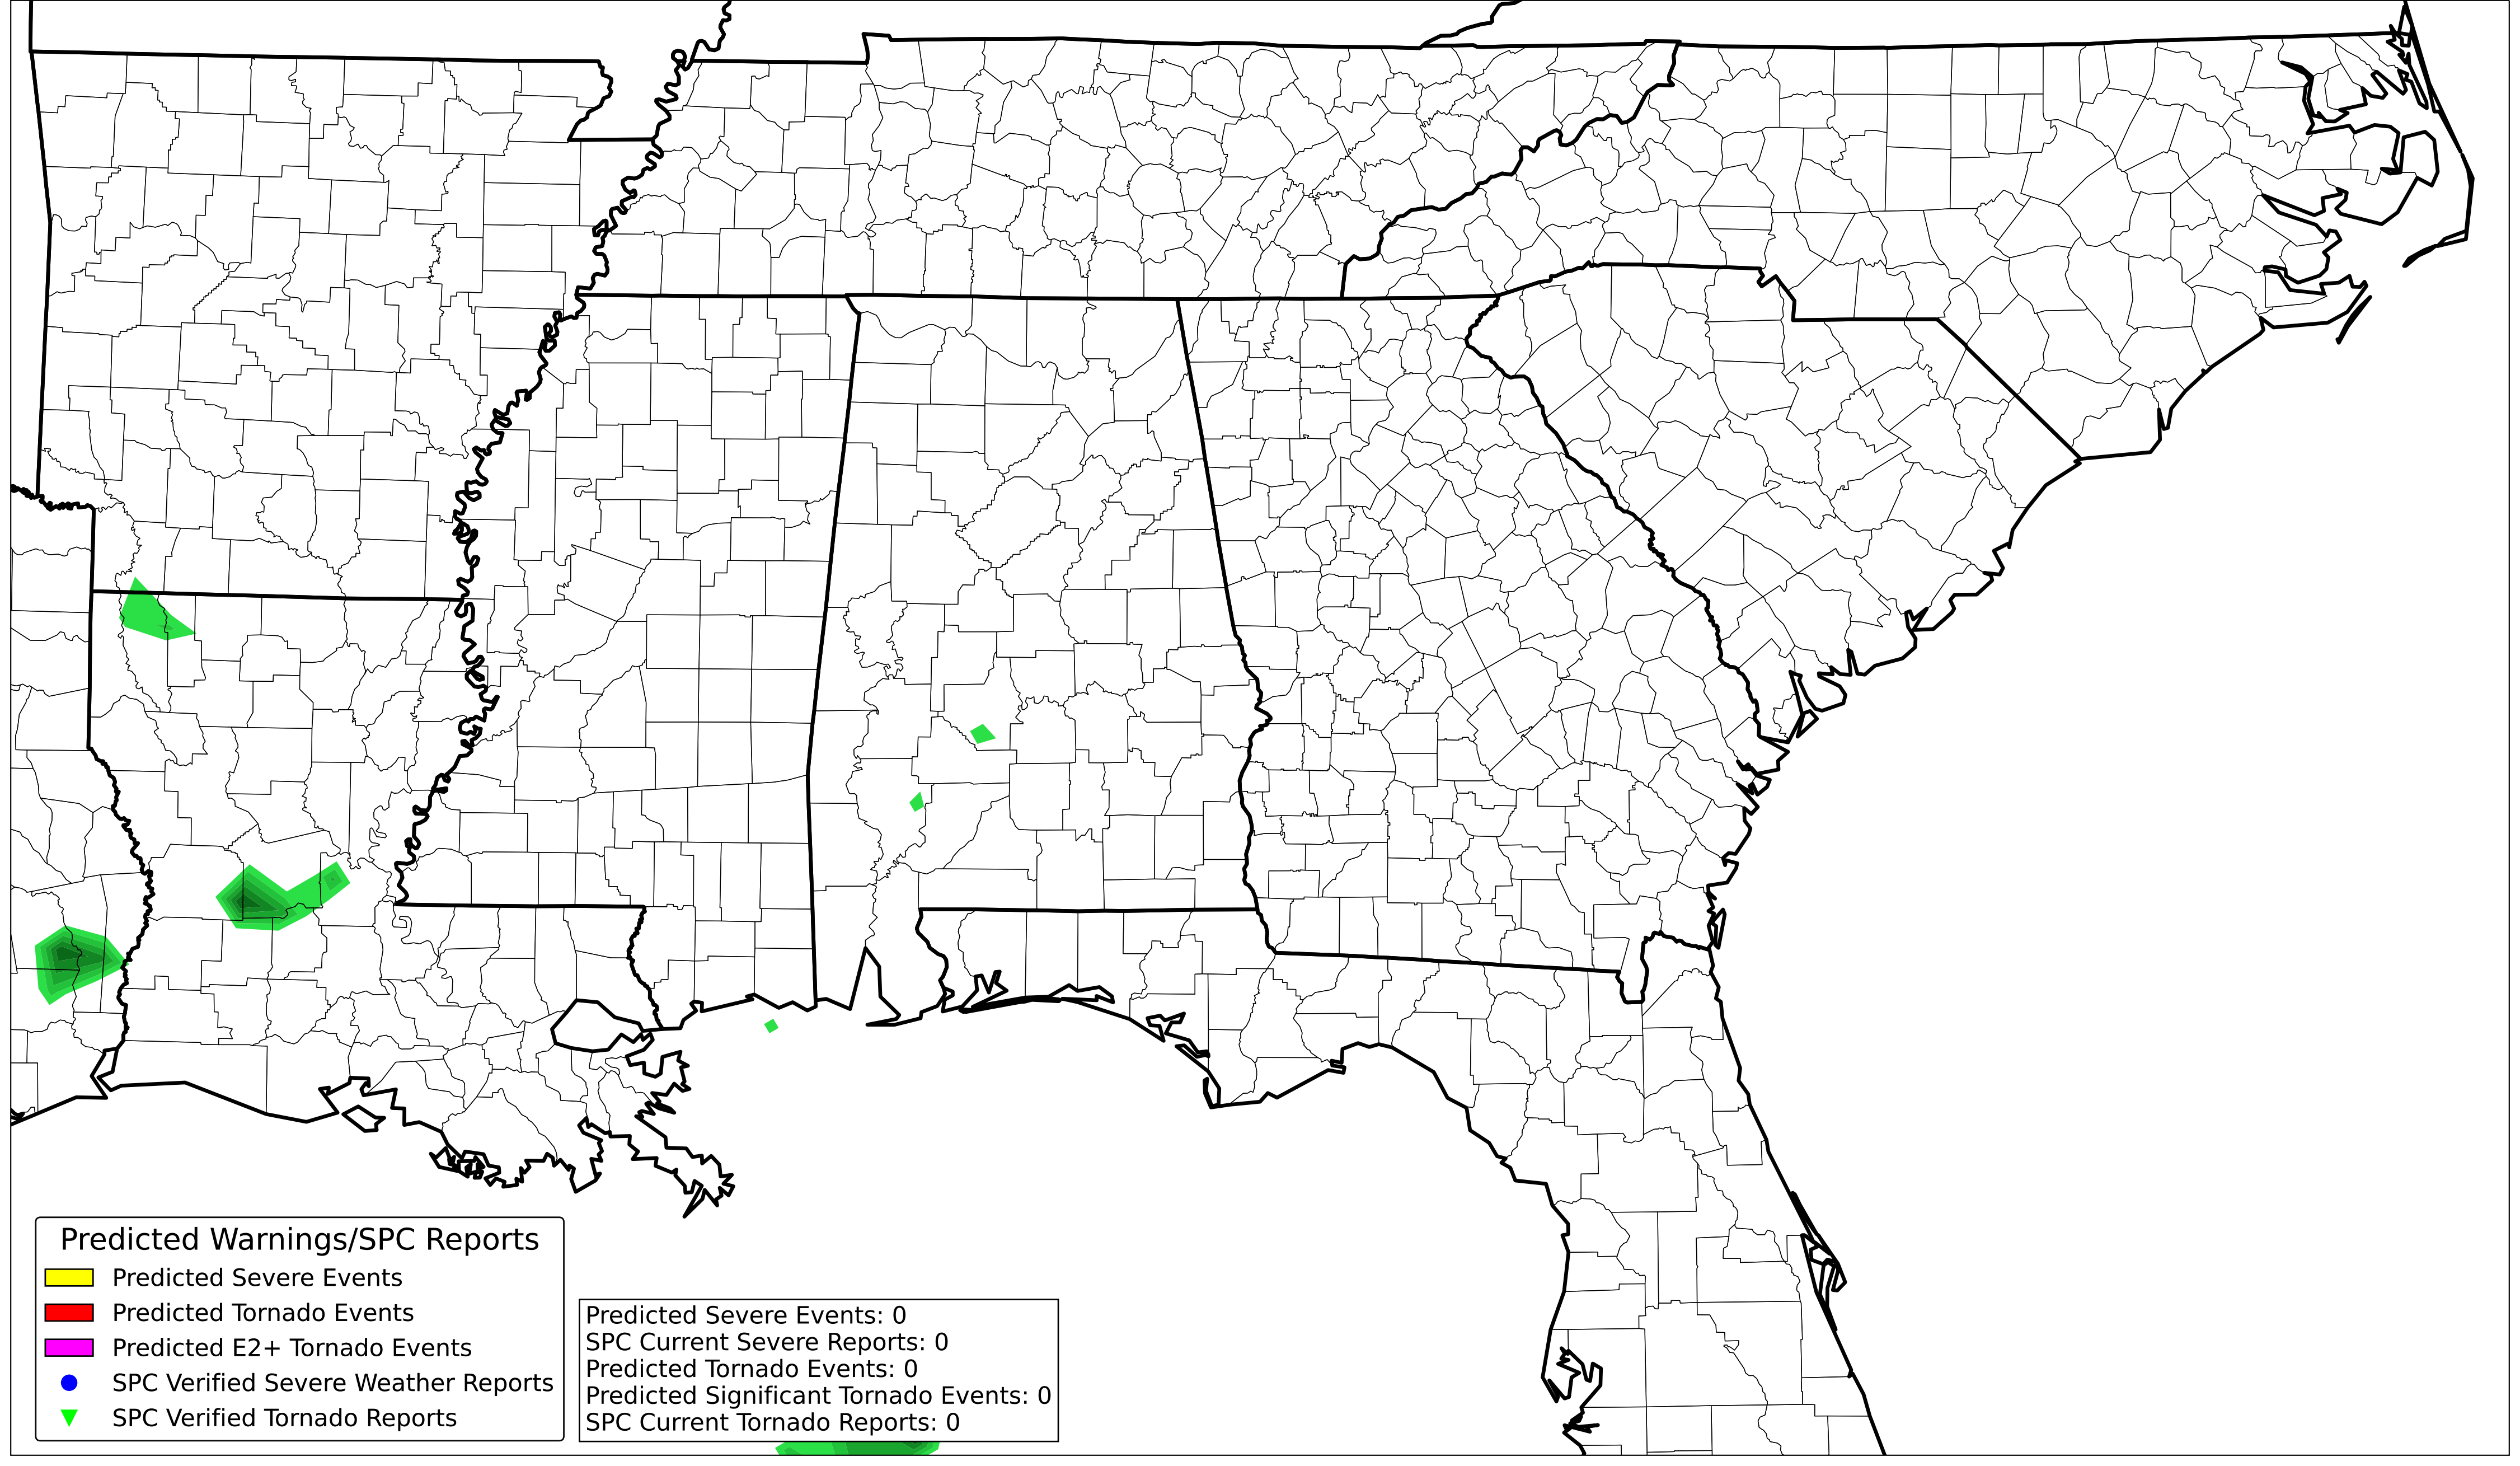 Predicted Warnings/SPC Reports
Predicted Severe Events
Predicted Tornado Events
Predicted E2+ Tornado Events
SPC Verified Severe Weather Reports
SPC Verified Tornado Reports
Predicted Severe Events: 0
SPC Current Severe Reports: 0
Predicted Tornado Events: 0
Predicted Significant Tornado Events: 0
SPC Current Tornado Reports: 0